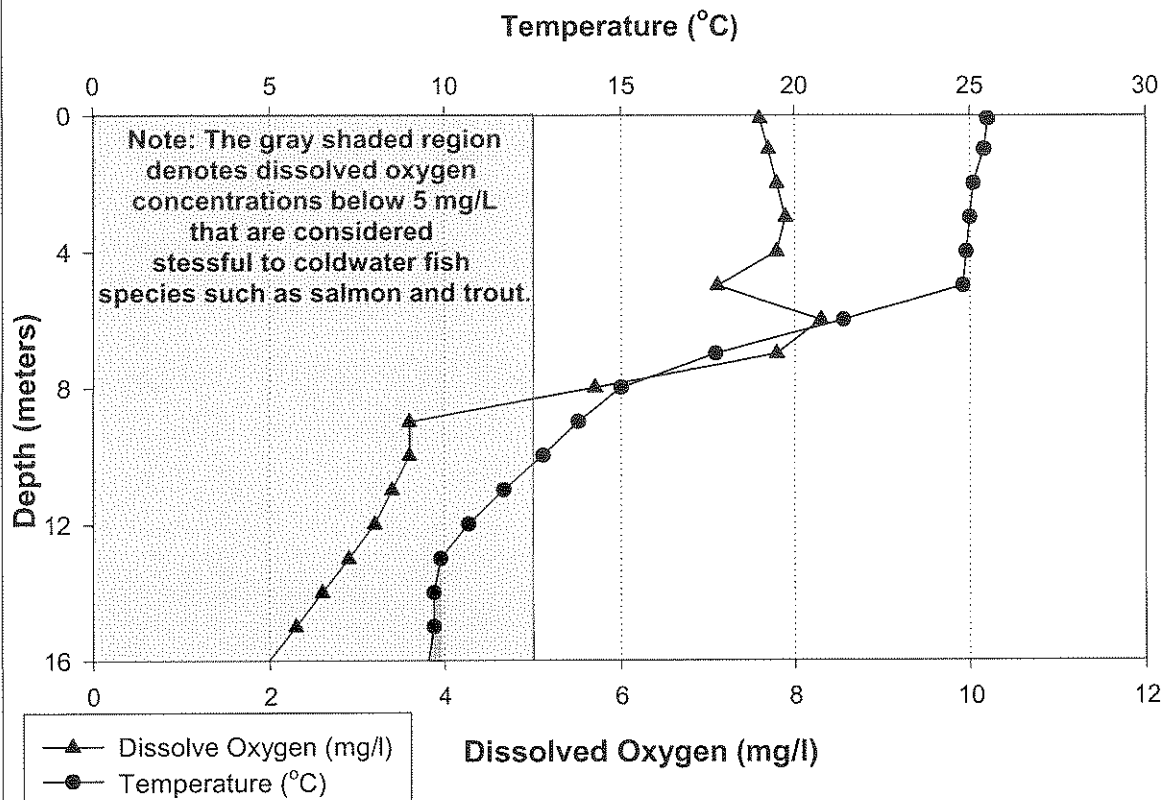 Temperature (°C)
0 5 10 15 20 25 30
Note: The gray shaded region
denotes dissolved oxygen
concentrations below 5 mg/L
that are considered
stessful to coldwater fish
species such as salmon and trout.
Depth (meters)
0
4
8
12
16
0 2 4 6 8 10 12
Dissolved Oxygen (mg/l)
Dissolve Oxygen (mg/l)
Temperature (°C)